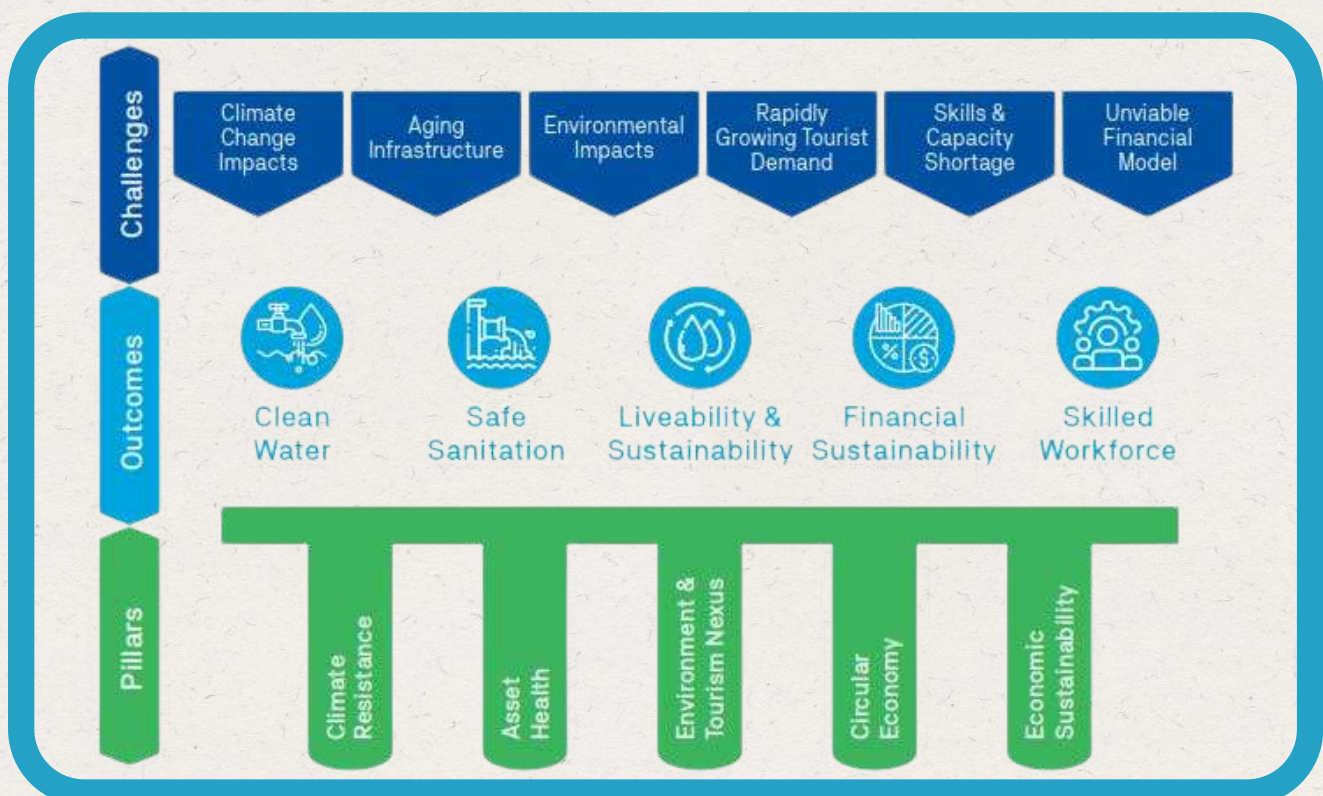 Challenges
Climate
Change
Impacts
Aging
Infrastructure
Environmental
Impacts
Rapidly
Growing Tourist
Demand
Skills &
Capacity
Shortage
Unviable
Financial
Model
Outcomes
%
$
Clean
Water
Safe
Sanitation
Liveability &
Sustainability
Financial
Sustainability
Skilled
Workforce
Pillars
Climate
Resistance
Asset
Health
Environment &
Tourism Nexus
Circular
Economy
Economic
Sustainability